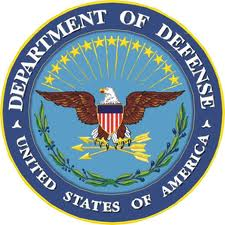 DEPARTMENT OF DEFENSE
UNITED STATES OF AMERICA